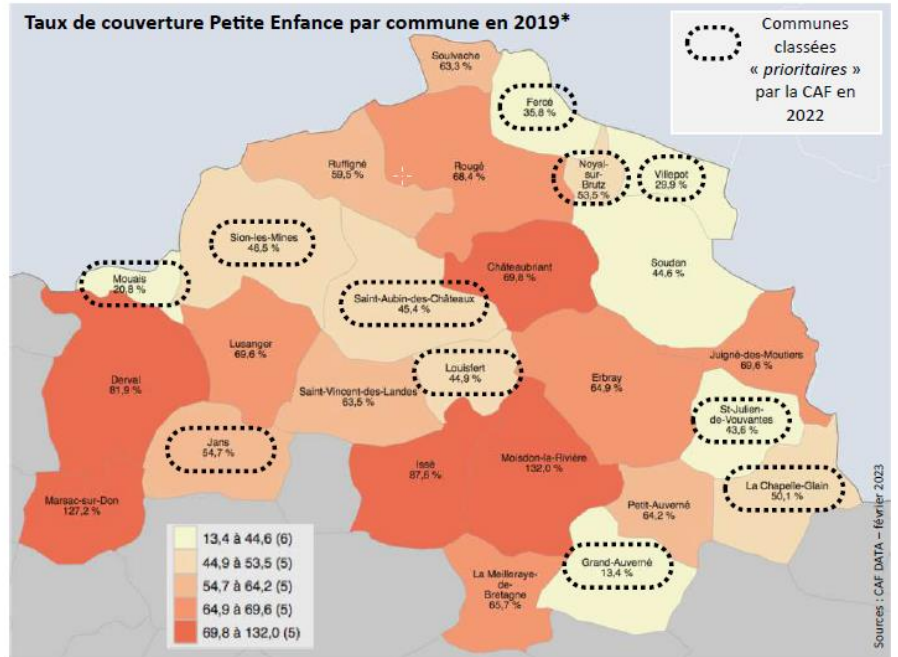 Taux de couverture Petite Enfance par commune en 2019*
Communes
classées
« prioritaires »
par la CAF en
2022
Soulvache
63,3 %
Fercé
35,8 %
Ruffigné
59,5 %
Rougé
68,4 %
Noyal-
sur-
Brutz
53,5 %
Villepot
29,9 %
Sion-les-Mines
46,5 %
Soudan
44,6 %
Mouais
20,8 %
Châteaubriant
69,8 %
Saint-Aubin-des-Châteaux
45,4 %
Lusanger
69,6 %
Juigné-des-Moutiers
69,6 %
Louisfert
44,9 %
Derval
81,9 %
Erbray
64,9 %
Saint-Vincent-des-Landes
63,5 %
St-Julien-
de-Vouvantes
43,6 %
Jans
54,7 %
Issé
87,6 %
Moisdon-la-Rivière
132,0 %
La Chapelle-Glain
50,1 %
Marsac-sur-Don
127,2 %
Petit-Auverné
64,2 %
Grand-Auverné
13,4 %
La Meilleraye-
de-
Bretagne
65,7 %
13,4 à 44,6 (6)
44,9 à 53,5 (5)
54,7 à 64,2 (5)
64,9 à 69,6 (5)
69,8 à 132,0 (5)
Sources : CAF DATA – février 2023